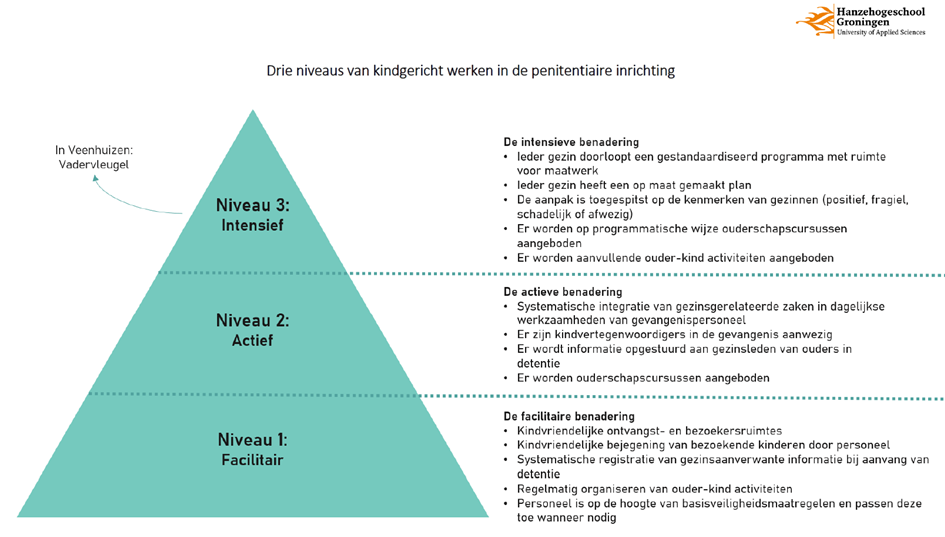 Hanzehogeschool
Groningen
University of Applied Sciences
Drie niveaus van kindgericht werken in de penitentiaire inrichting
In Veenhuizen:
Vadervleugel
Niveau 3:
Intensief
De intensieve benadering
• Ieder gezin doorloopt een gestandaardiseerd programma met ruimte
voor maatwerk
• Ieder gezin heeft een op maat gemaakt plan
• De aanpak is toegespitst op de kenmerken van gezinnen (positief, fragiel,
schadelijk of afwezig)
• Er worden op programmatische wijze ouderschapscursussen
aangeboden
• Er worden aanvullende ouder-kind activiteiten aangeboden
Niveau 2:
Actief
De actieve benadering
• Systematische integratie van gezinsgerelateerde zaken in dagelijkse
werkzaamheden van gevangenispersoneel
• Er zijn kindvertegenwoordigers in de gevangenis aanwezig
• Er wordt informatie opgestuurd aan gezinsleden van ouders in
detentie
• Er worden ouderschapscursussen aangeboden
Niveau 1:
Facilitair
De facilitaire benadering
• Kindvriendelijke ontvangst- en bezoekersruimtes
• Kindvriendelijke bejegening van bezoekende kinderen door personeel
• Systematische registratie van gezinsaanverwante informatie bij aanvang van
detentie
• Regelmatig organiseren van ouder-kind activiteiten
• Personeel is op de hoogte van basisveiligheidsmaatregelen en passen deze
toe wanneer nodig